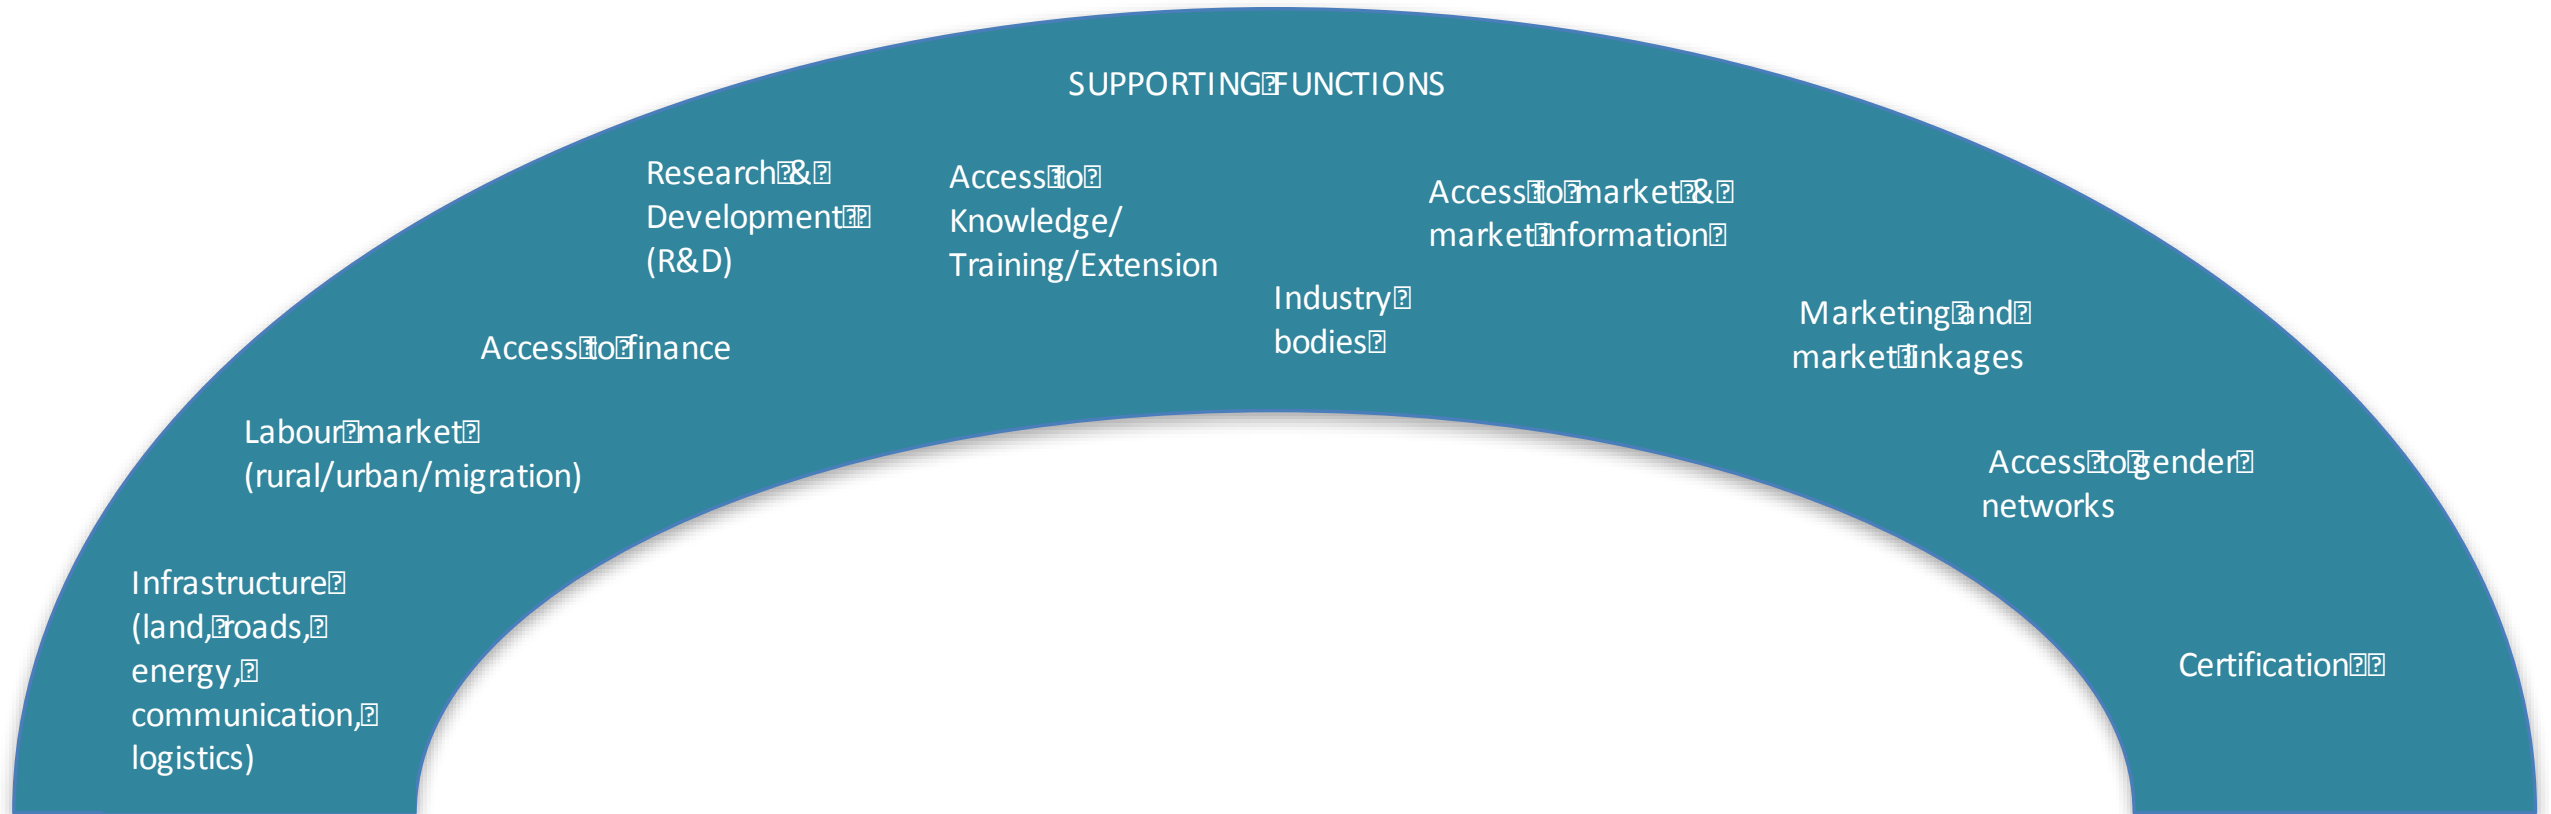 SUPPORTING FUNCTIONS
Research &
Development
(R&D)
Access to
Knowledge/
Training/Extension
Access to market &
market information
Industry
bodies
Marketing and
market linkages
Access to finance
Labour market
(rural/urban/migration)
Access to gender
networks
Infrastructure
(land, roads,
energy,
communication,
logistics)
Certification